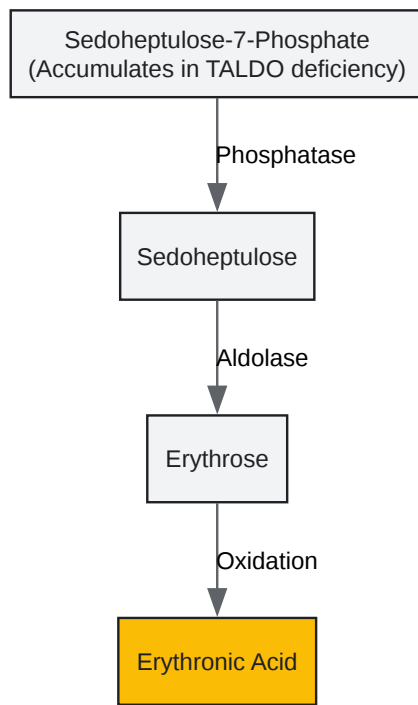 Sedoheptulose-7-Phosphate
(Accumulates in TALDO deficiency)
Phosphatase
Sedoheptulose
Aldolase
Erythrose
Oxidation
Erythronic Acid